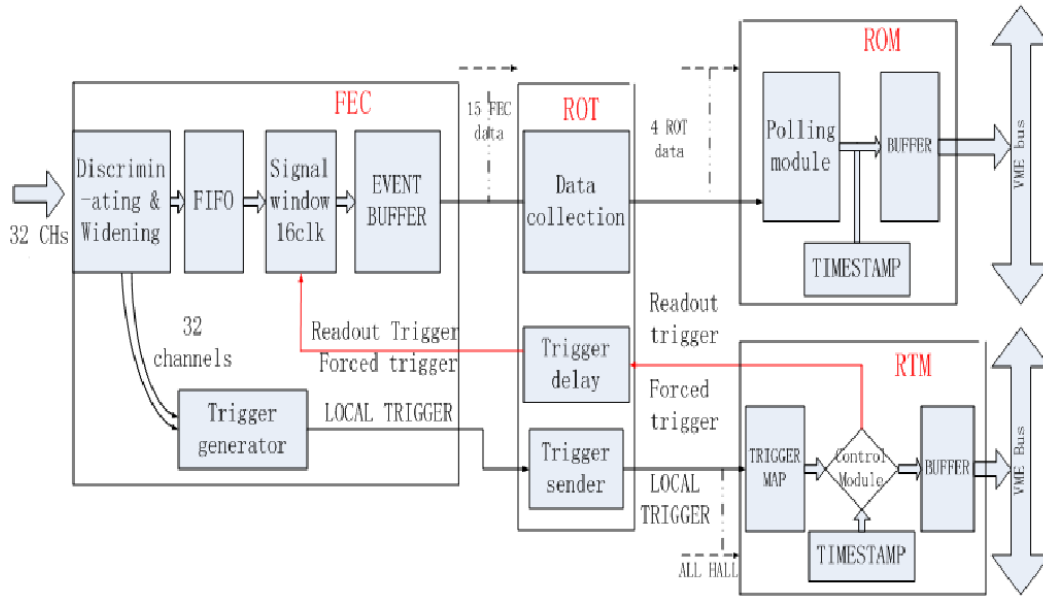 FEC
32 CHs
Discrimin
-ating &
Widening
FIFO
Signal
window
16clk
EVENT
BUFFER
32
channels
Trigger
generator
Readout Trigger
Forced trigger
LOCAL TRIGGER
15 FEC
data
ROT
Data
collection
Trigger
delay
Trigger
sender
4 ROT
data
Readout
trigger
Forced
trigger
LOCAL
TRIGGER
ALL HALL
ROM
Polling
module
BUFFER
TIMESTAMP
VME bus
RTM
TRIGGER
MAP
Control
Module
BUFFER
TIMESTAMP
VME Bus